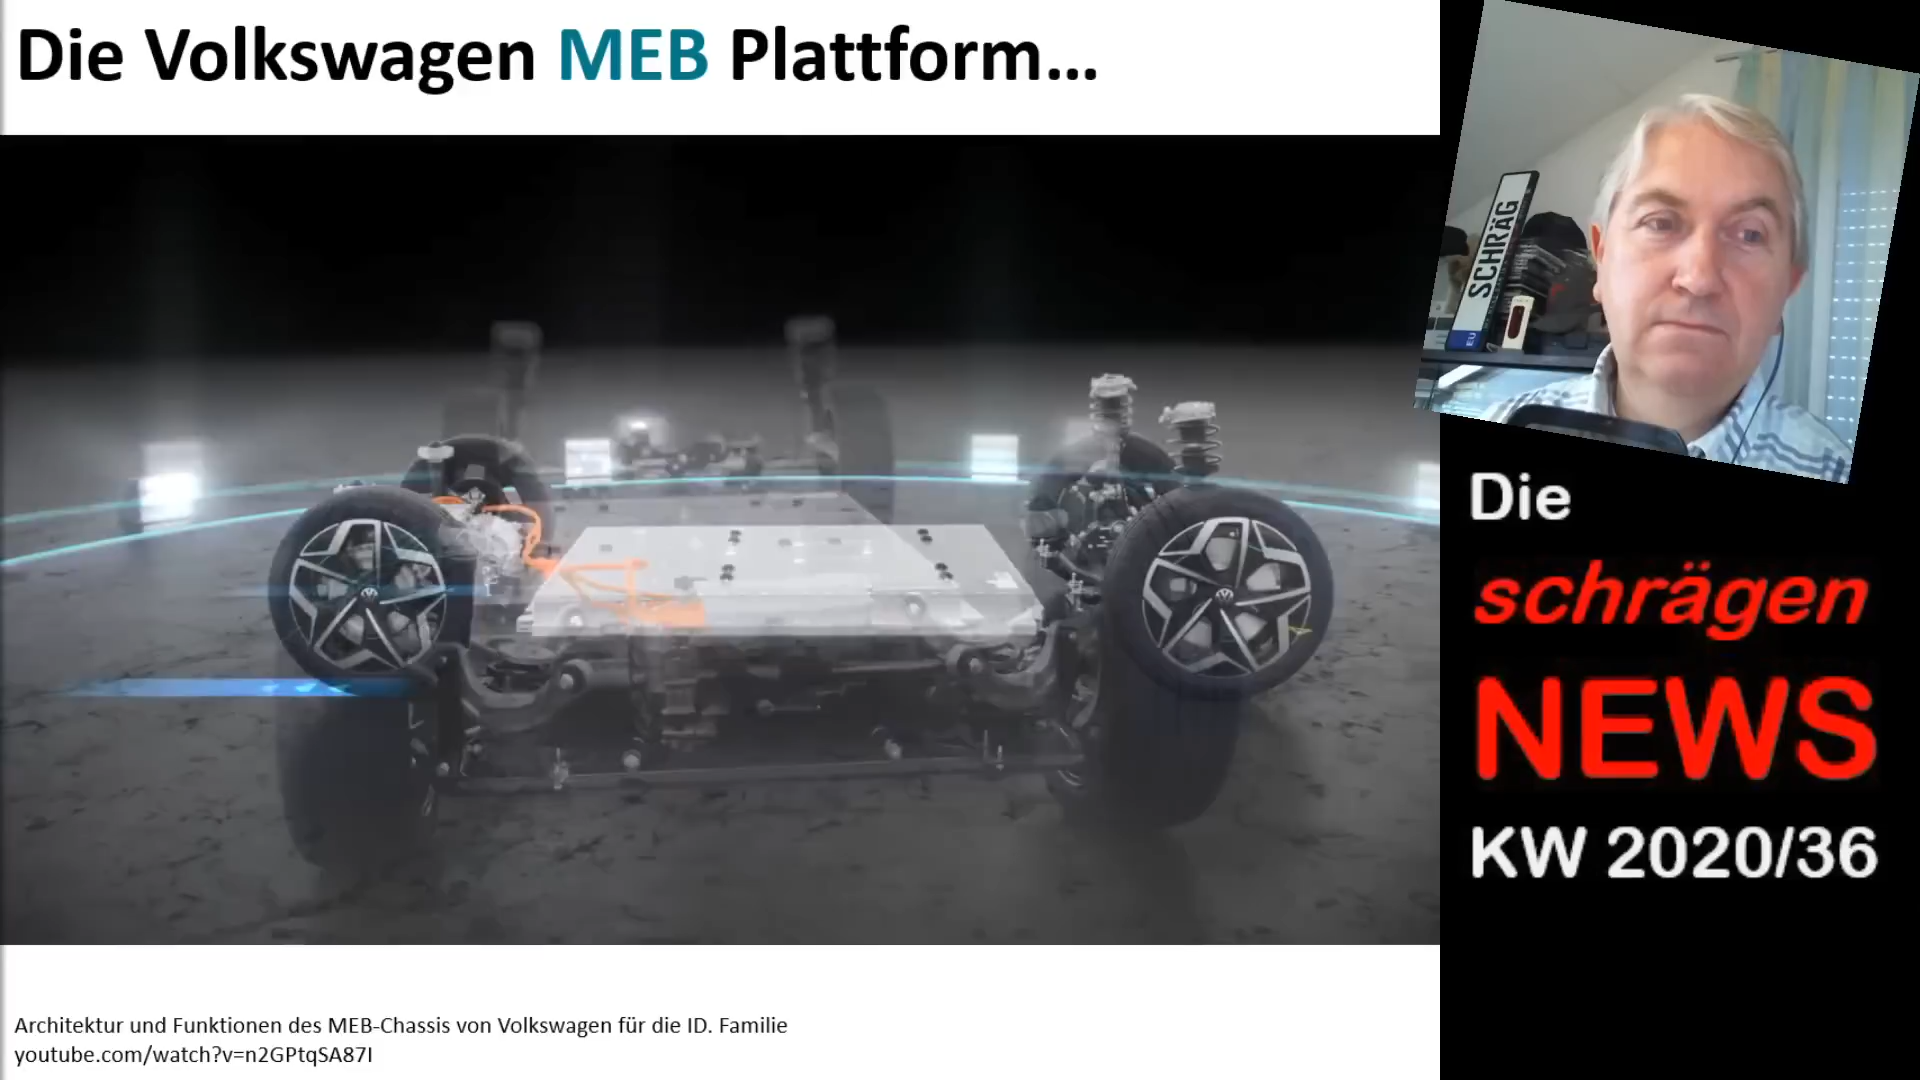 Die Volkswagen MEB Plattform...
SCHRÄG
EU
Die
schrägen
NEWS
KW 2020/36
Architektur und Funktionen des MEB-Chassis von Volkswagen für die ID. Familie
youtube.com/watch?v=n2GPtqSA87I